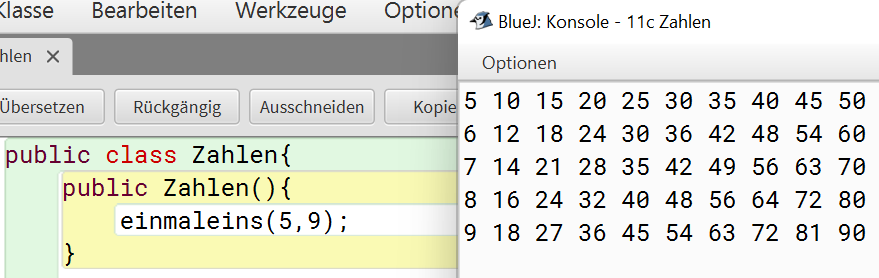 Klasse Bearbeiten Werkzeuge Optione
hlen ×
Übersetzen Rückgängig Ausschneiden Kopie
public class Zahlen{
public Zahlen(){
einmaleins(5,9);
}
BlueJ: Konsole - 11c Zahlen
Optionen
5 10 15 20 25 30 35 40 45 50
6 12 18 24 30 36 42 48 54 60
7 14 21 28 35 42 49 56 63 70
8 16 24 32 40 48 56 64 72 80
9 18 27 36 45 54 63 72 81 90